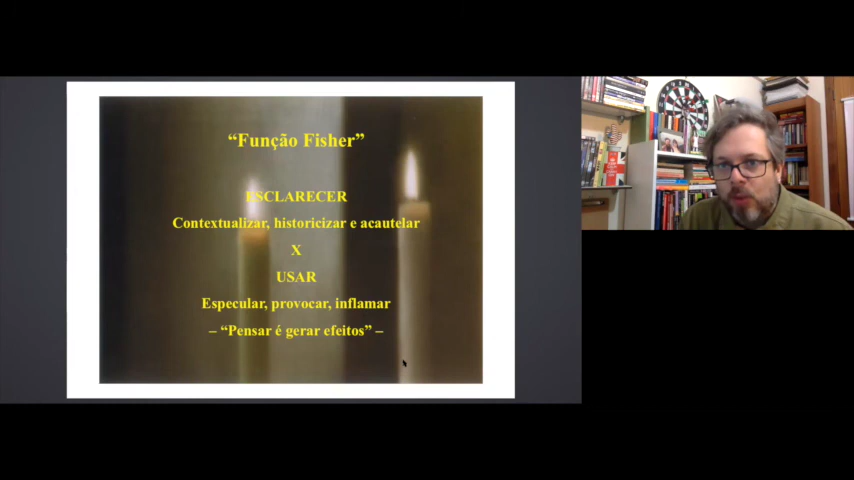 “Função Fisher”
ESCLARECER
Contextualizar, historicizar e acautelar
X
USAR
Especular, provocar, inflamar
– “Pensar é gerar efeitos” –